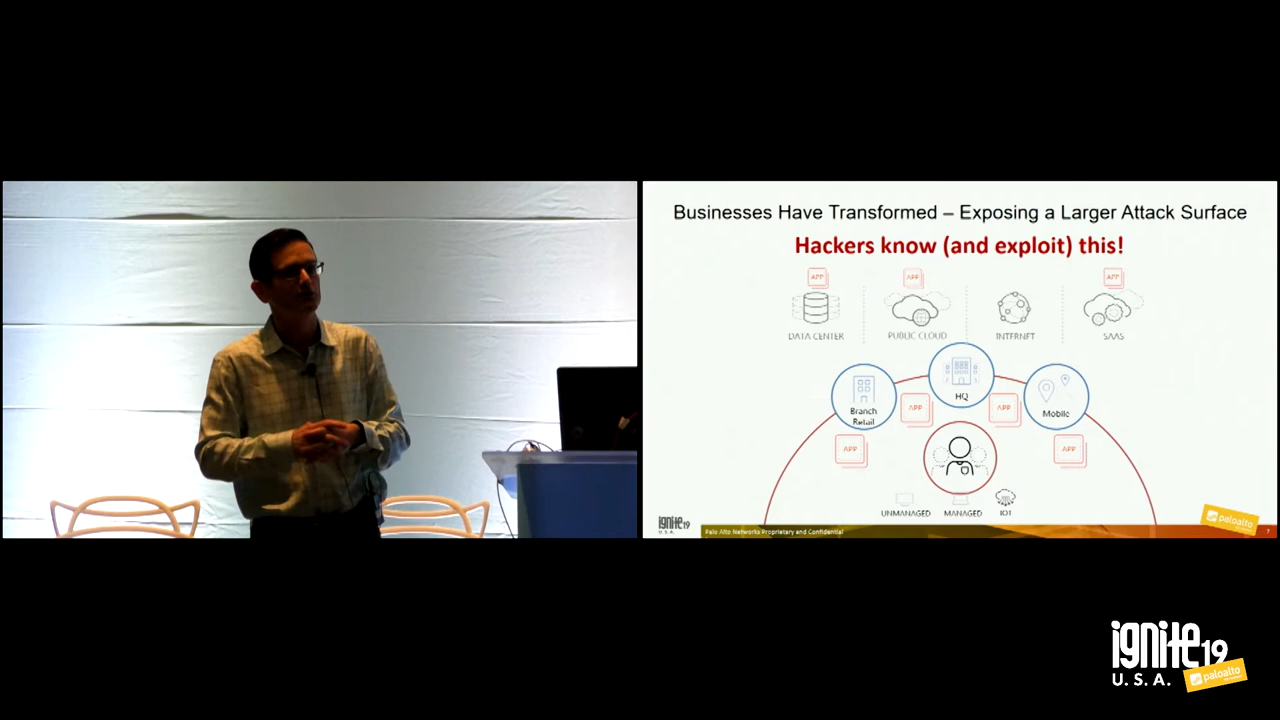 Businesses Have Transformed – Exposing a Larger Attack Surface
Hackers know (and exploit) this!
APP
APP
APP
DATA CENTER
PUBLIC CLOUD
INTERNET
SAAS
HQ
Branch
Retail
Mobile
APP
APP
APP
APP
UNMANAGED
MANAGED
IOT
ignite19
U.S.A.
Palo Alto Networks Proprietary and Confidential
paloalto
7
ignite19
U.S.A.
paloalto